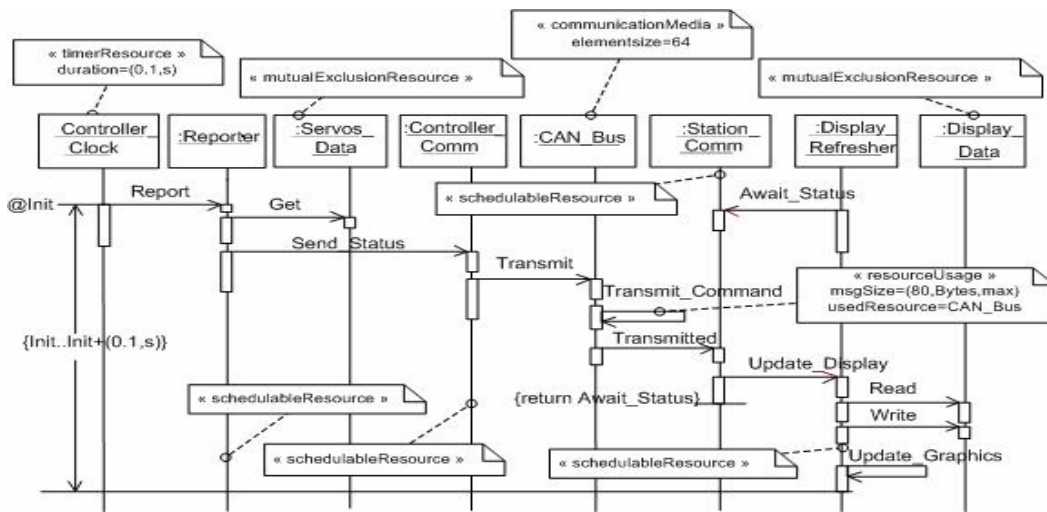 « timerResource »
duration=(0.1,s)
« mutualExclusionResource »
« communicationMedia »
elementsize=64
« mutualExclusionResource »
:Controller_
Clock
:Reporter
:Servos_
Data
:Controller_
Comm
:CAN_Bus
:Station_
Comm
:Display_
Refresher
:Display_
Data
« schedulableResource »
@Init
Report
Get
Await_Status
Send_Status
Transmit
Transmit_Command
« resourceUsage »
msgSize=(80,Bytes,max)
usedResource=CAN_Bus
Transmitted
{Init..Init+(0.1,s)}
Update_Display
Read
« schedulableResource »
{return Await_Status}
Write
« schedulableResource »
« schedulableResource »
Update_Graphics